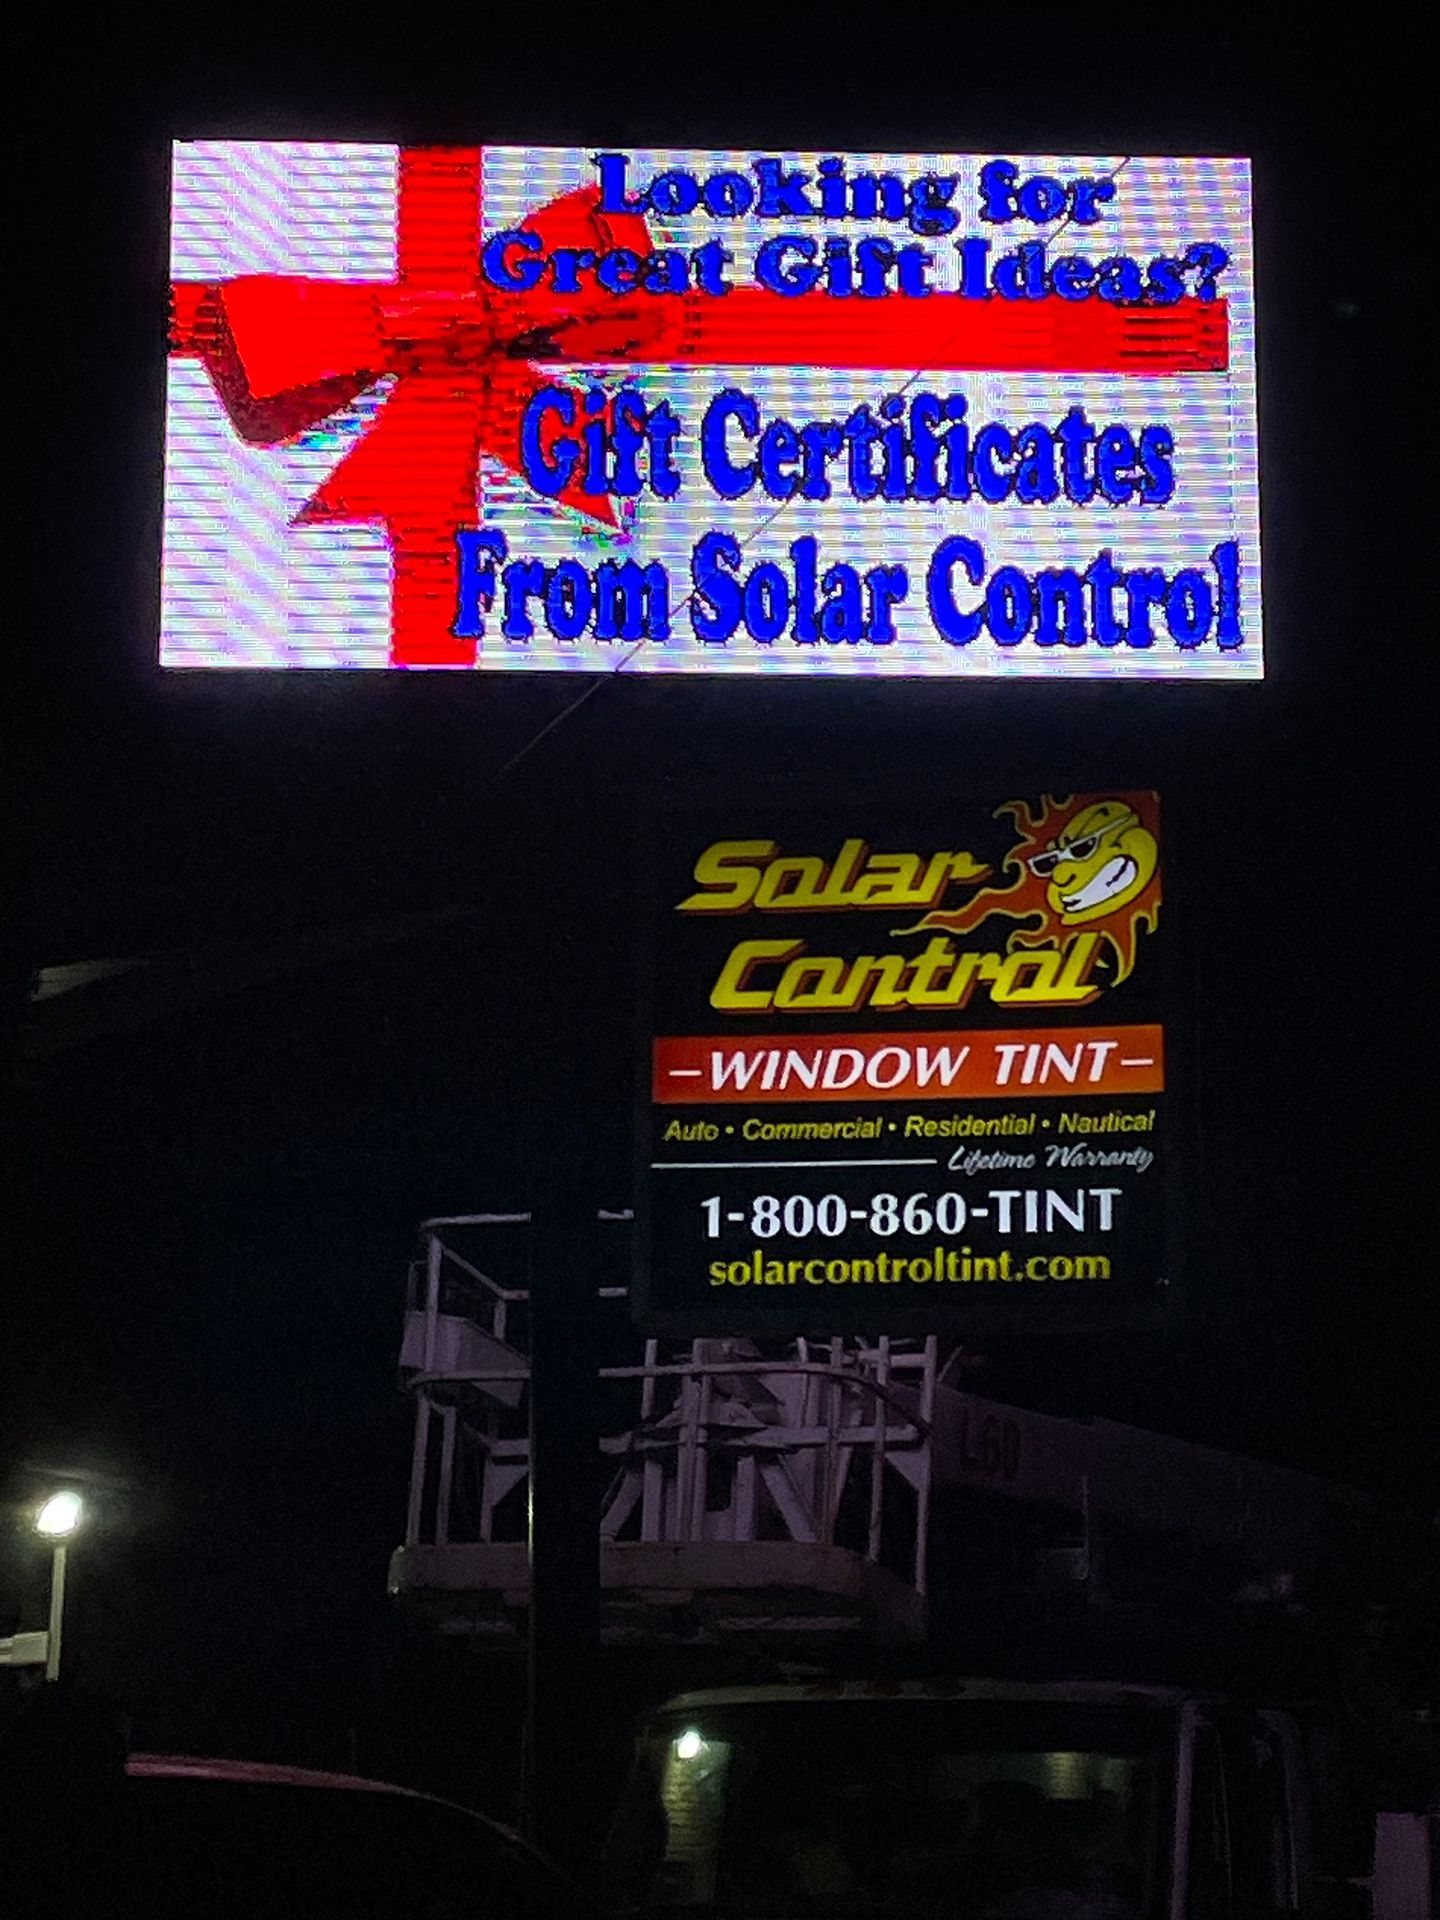 Looking for
Great Gift Ideas?
Gift Certificates
From Solar Control
Solar
Control
-WINDOW TINT-
Auto • Commercial • Residential • Nautical
Lifetime Warranty
1-800-860-TINT
solarcontroltint.com
L60